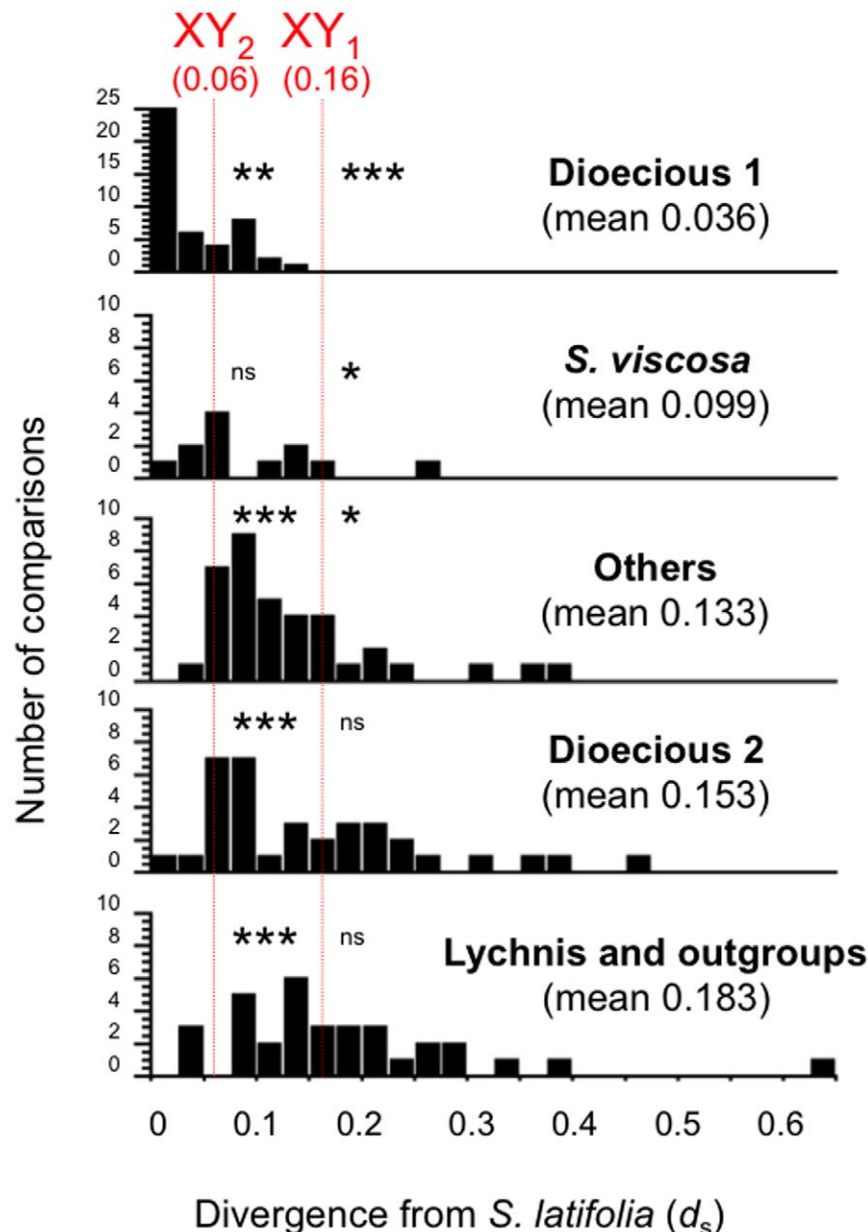 XY2 XY1
(0.06) (0.16)
25
20
15
10
5
0
** ***
Dioecious 1
(mean 0.036)
10
8
6
4
2
0
ns *
S. viscosa
(mean 0.099)
10
8
6
4
2
0
*** *
Others
(mean 0.133)
10
8
6
4
2
0
*** ns
Dioecious 2
(mean 0.153)
10
8
6
4
2
0
*** ns
Lychnis and outgroups
(mean 0.183)
Number of comparisons
0 0.1 0.2 0.3 0.4 0.5 0.6
Divergence from S. latifolia (ds)